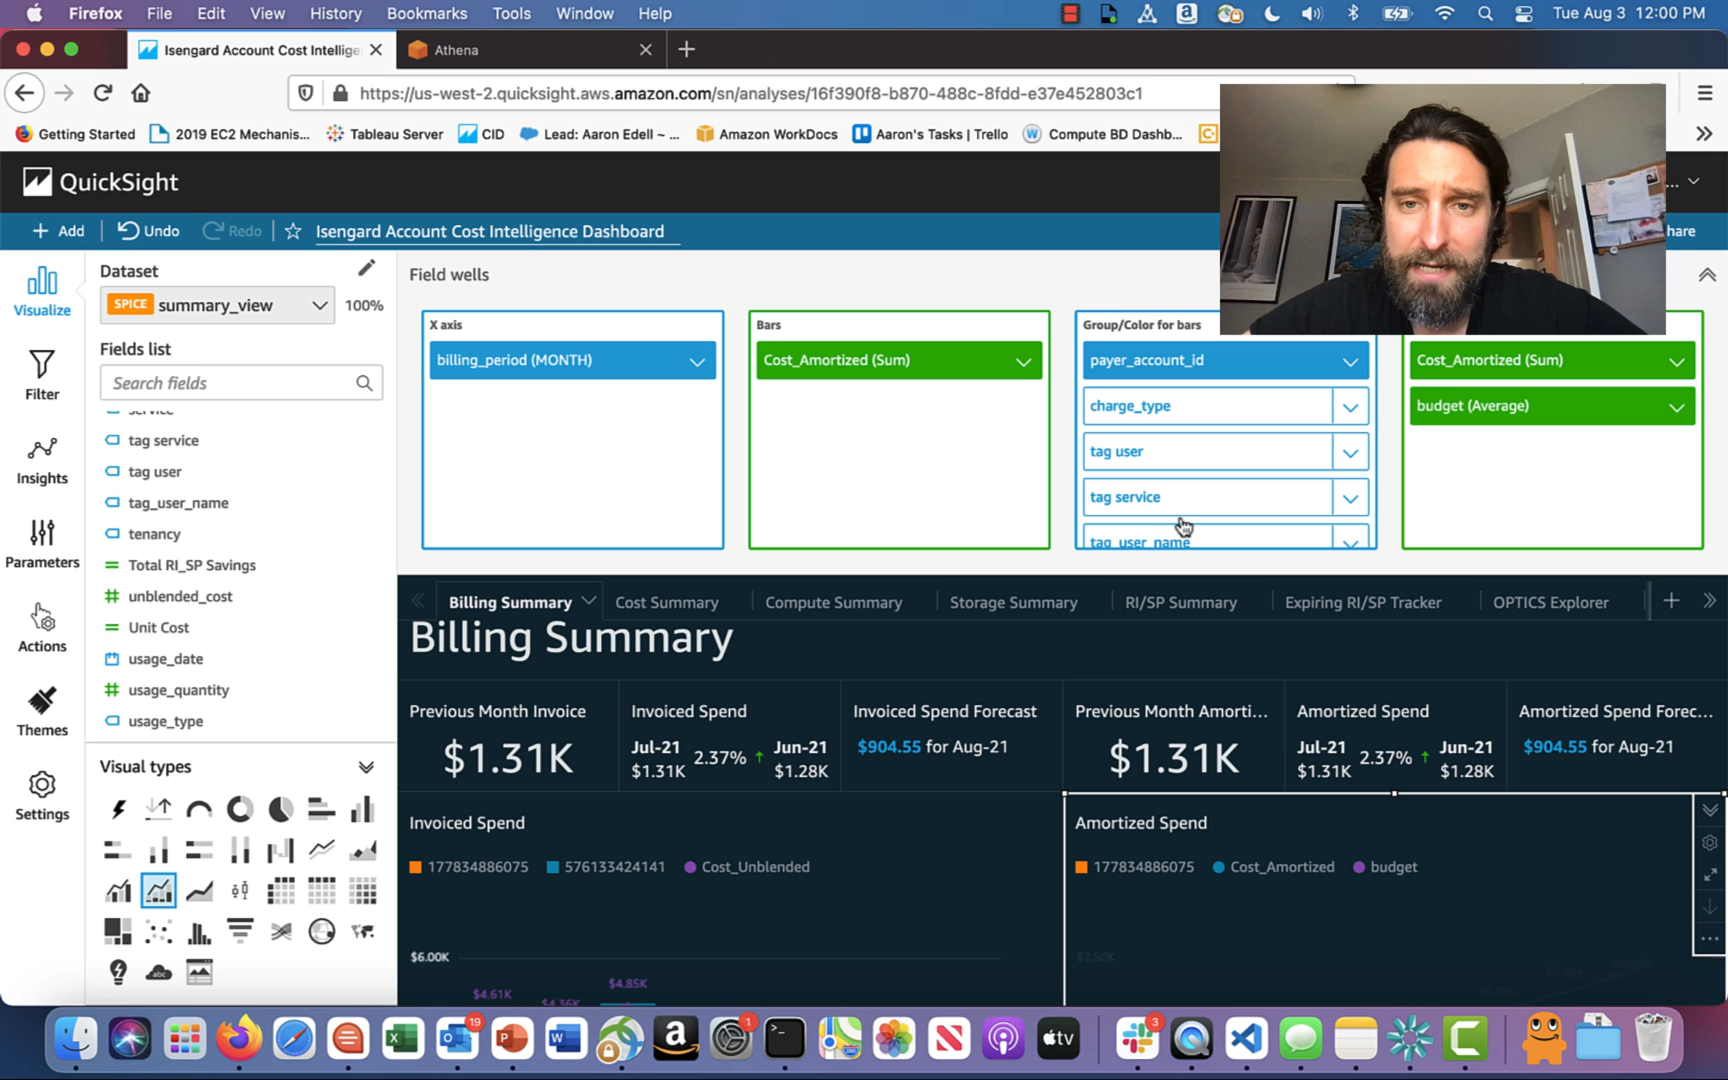 Firefox File Edit View History Bookmarks Tools Window Help
Tue Aug 3 12:00 PM
Isengard Account Cost Intellige
Athena
https://us-west-2.quicksight.aws.amazon.com/sn/analyses/16f390f8-b870-488c-8fdd-e37e452803c1
Getting Started 2019 EC2 Mechanis... Tableau Server CID Lead: Aaron Edell ~ ... Amazon WorkDocs Aaron's Tasks | Trello Compute BD Dashb...
QuickSight
Add Undo Redo Isengard Account Cost Intelligence Dashboard
hare
Visualize
Filter
Insights
Parameters
Actions
Themes
Settings
Dataset
SPICE summary_view 100%
Fields list
Search fields
service
tag service
tag user
tag_user_name
tenancy
Total RI_SP Savings
unblended_cost
Unit Cost
usage_date
usage_quantity
usage_type
Visual types
Field wells
X axis
billing_period (MONTH)
Bars
Cost_Amortized (Sum)
Group/Color for bars
payer_account_id
charge_type
tag user
tag service
tag_user_name
Cost_Amortized (Sum)
budget (Average)
Billing Summary Cost Summary Compute Summary Storage Summary RI/SP Summary Expiring RI/SP Tracker OPTICS Explorer
Billing Summary
Previous Month Invoice
$1.31K
Invoiced Spend
Jul-21 2.37% Jun-21
$1.31K $1.28K
Invoiced Spend Forecast
$904.55 for Aug-21
Previous Month Amorti...
$1.31K
Amortized Spend
Jul-21 2.37% Jun-21
$1.31K $1.28K
Amortized Spend Forec...
$904.55 for Aug-21
Invoiced Spend
177834886075 576133424141 Cost_Unblended
$6.00K
$4.61K
$4.36K
$4.85K
Amortized Spend
177834886075 Cost_Amortized budget
$7.50K
19
1
tv
3